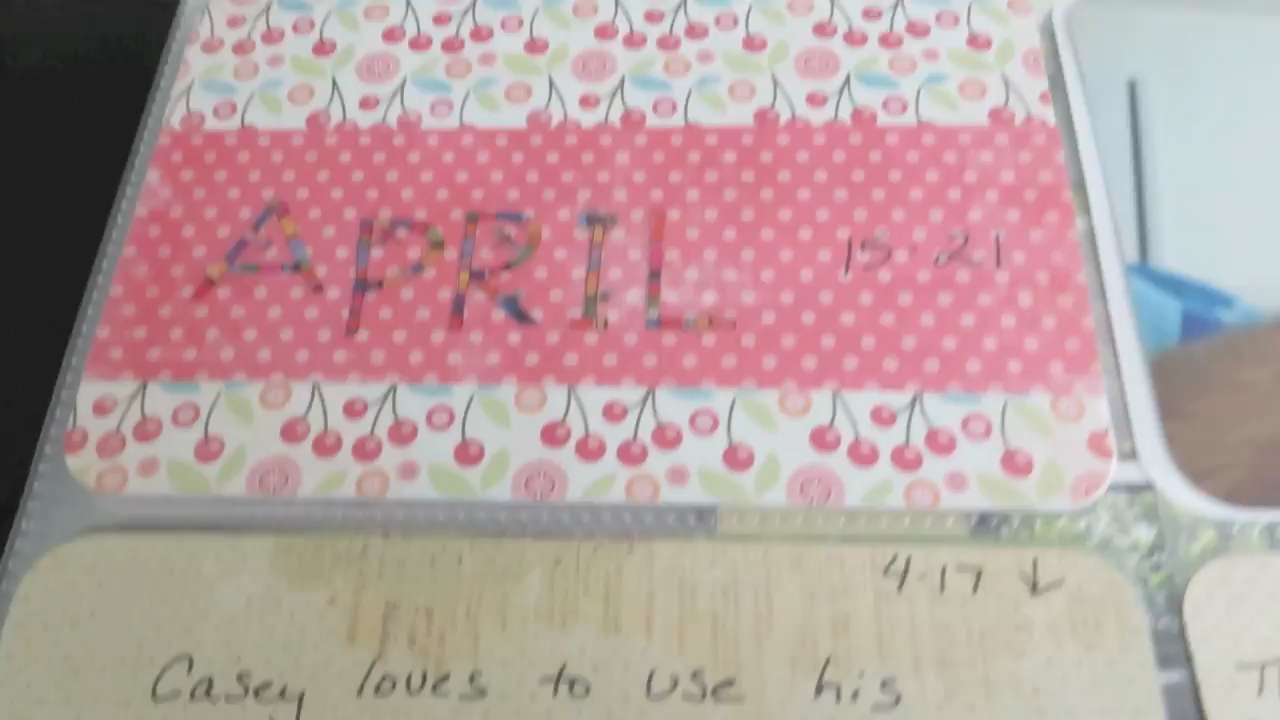 APRIL 15-21
4-17 ↓
Casey loves to use his